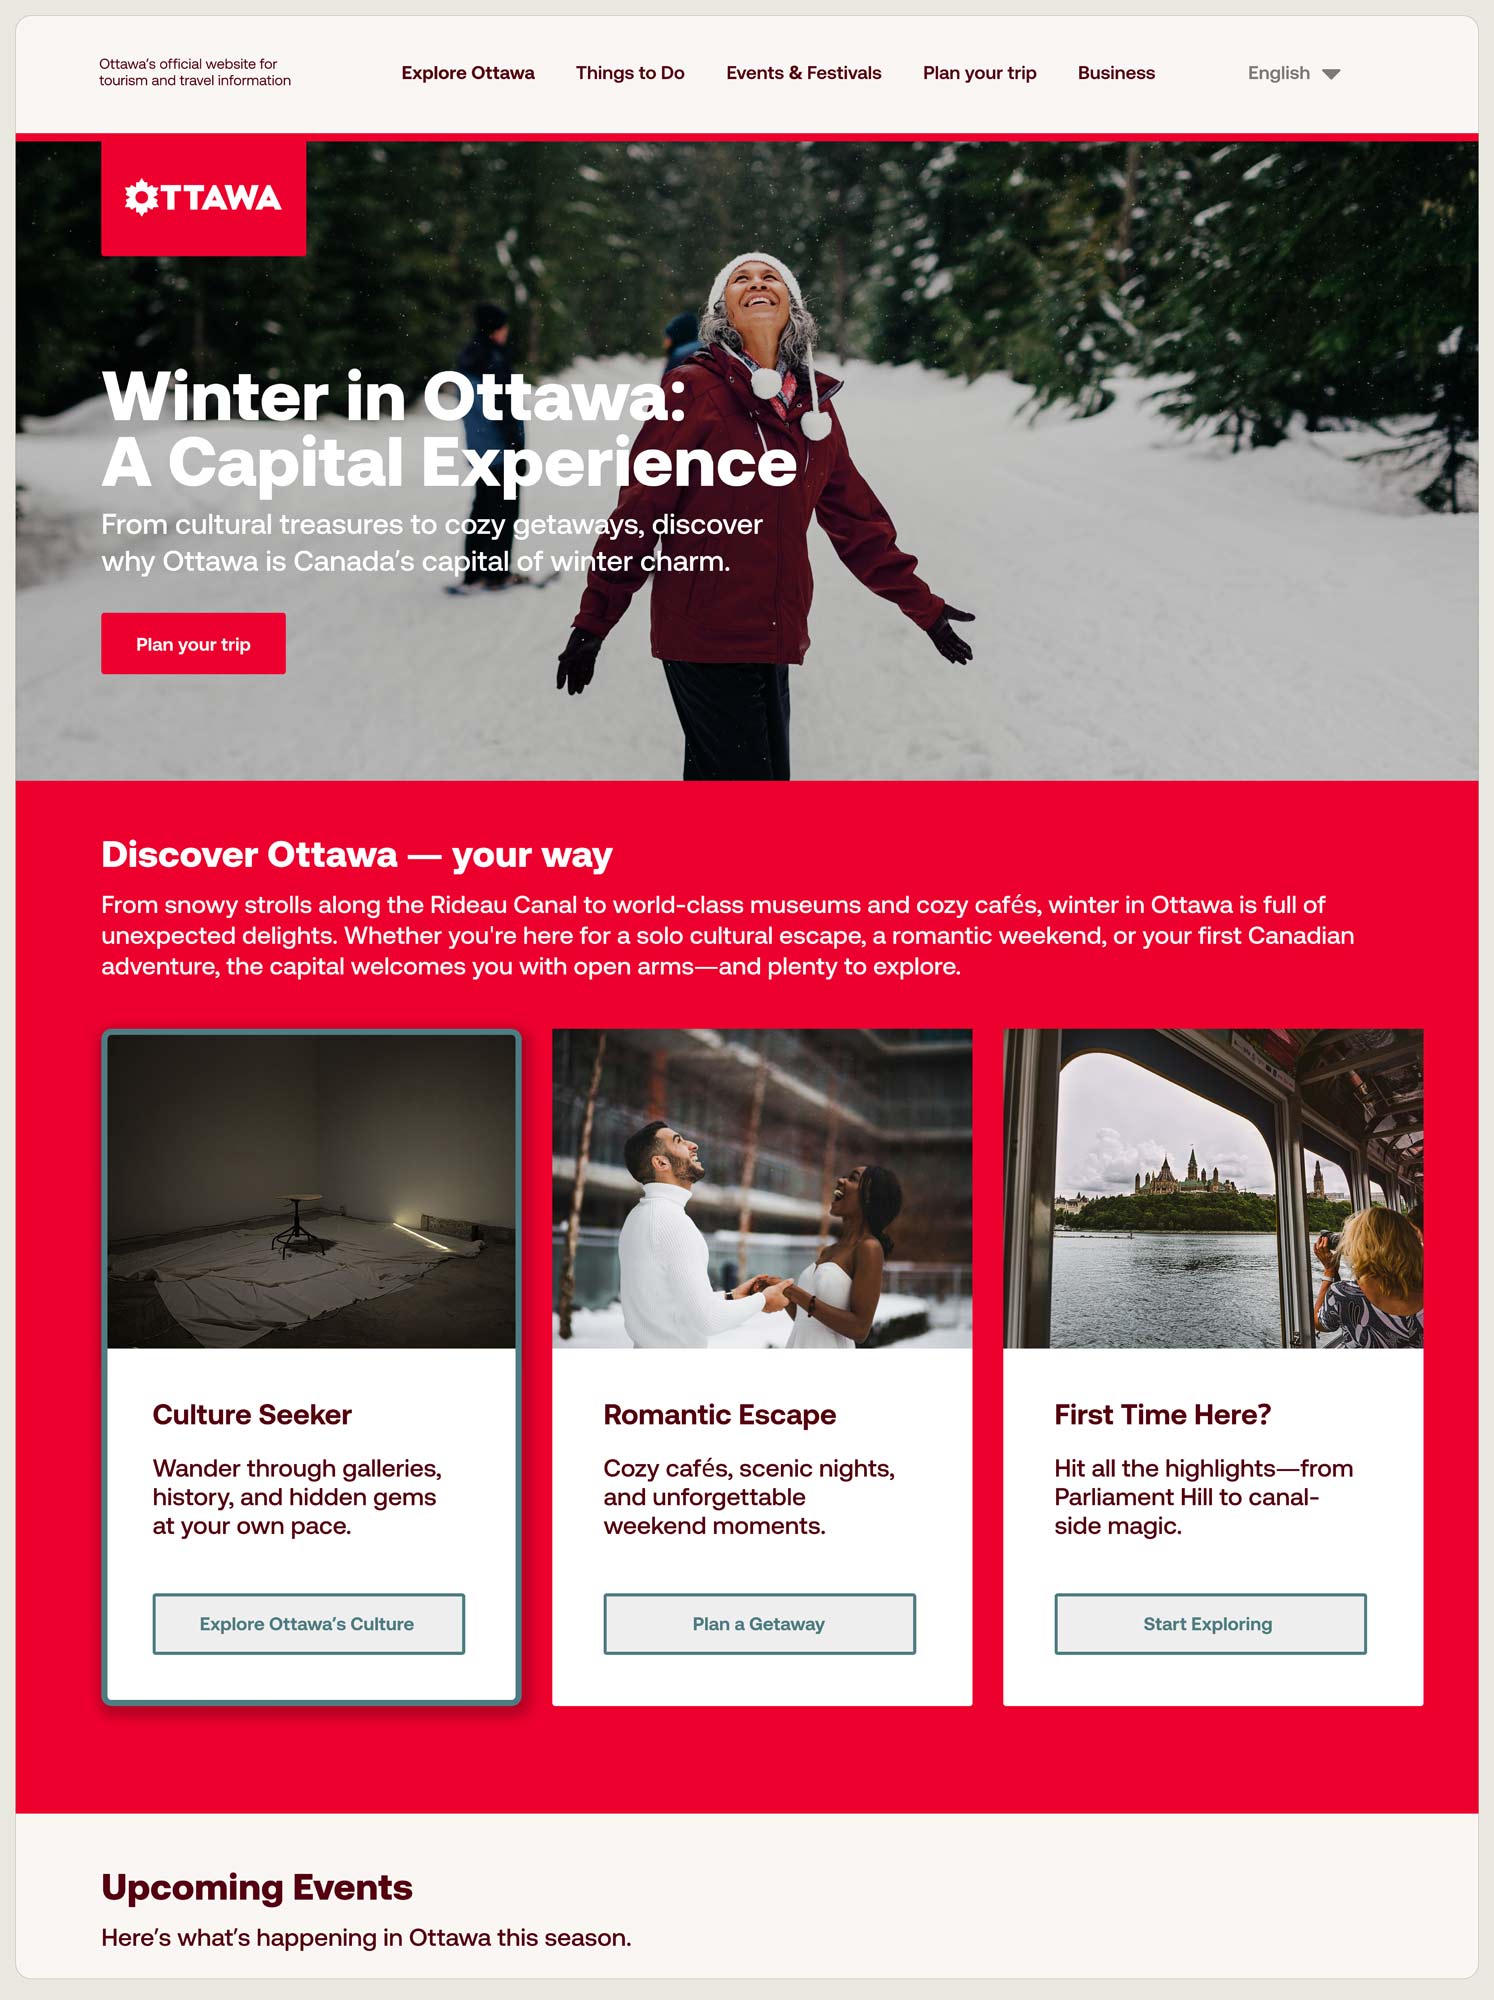 Ottawa's official website for
tourism and travel information
Explore Ottawa
Things to Do
Events & Festivals
Plan your trip
Business
English
OTTAWA
Winter in Ottawa:
A Capital Experience
From cultural treasures to cozy getaways, discover
why Ottawa is Canada's capital of winter charm.
Plan your trip
Discover Ottawa — your way
From snowy strolls along the Rideau Canal to world-class museums and cozy cafés, winter in Ottawa is full of
unexpected delights. Whether you're here for a solo cultural escape, a romantic weekend, or your first Canadian
adventure, the capital welcomes you with open arms—and plenty to explore.
Culture Seeker
Wander through galleries,
history, and hidden gems
at your own pace.
Explore Ottawa's Culture
Romantic Escape
Cozy cafés, scenic nights,
and unforgettable
weekend moments.
Plan a Getaway
First Time Here?
Hit all the highlights—from
Parliament Hill to canal-
side magic.
Start Exploring
Upcoming Events
Here's what's happening in Ottawa this season.